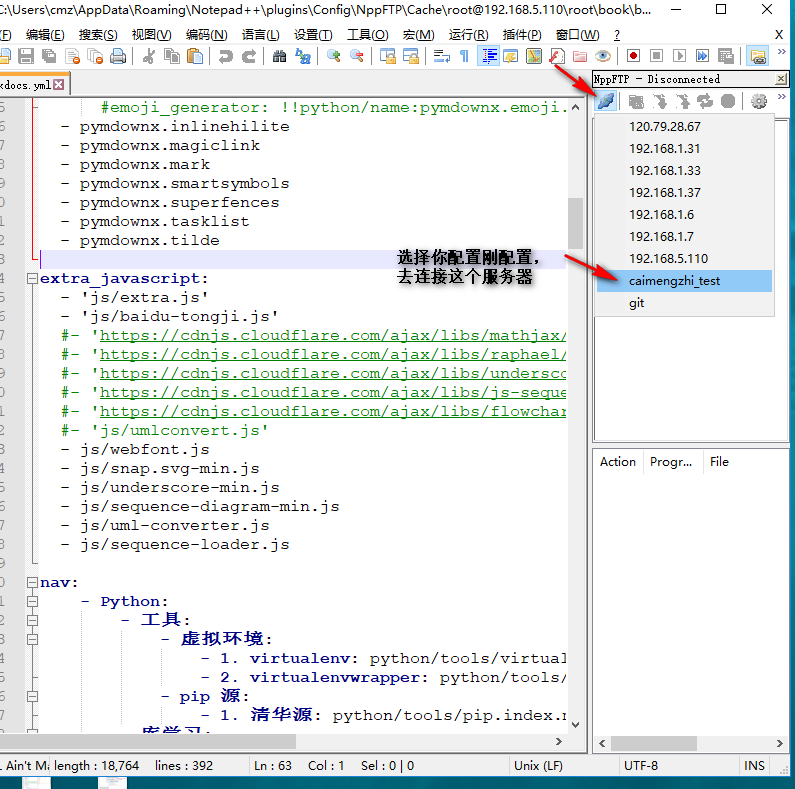 C:\Users\cmz\AppData\Roaming\Notepad++\plugins\Config\NppFTP\Cache\root@192.168.5.110\root\book\b...
(F) 编辑(E) 搜索(S) 视图(V) 编码(N) 语言(L) 设置(T) 工具(O) 宏(M) 运行(R) 插件(P) 窗口(W) ? X
kdocs.yml
NppFTP - Disconnected
#emoji_generator: !!python/name:pymdownx.emoji.
- pymdownx.inlinehilite
- pymdownx.magiclink
- pymdownx.mark
- pymdownx.smartsymbols
- pymdownx.superfences
- pymdownx.tasklist
- pymdownx.tilde
extra_javascript:
- 'js/extra.js'
- 'js/baidu-tongji.js'
#- 'https://cdnjs.cloudflare.com/ajax/libs/mathjax/
#- 'https://cdnjs.cloudflare.com/ajax/libs/raphael/
#- 'https://cdnjs.cloudflare.com/ajax/libs/undersco
#- 'https://cdnjs.cloudflare.com/ajax/libs/js-seque
#- 'https://cdnjs.cloudflare.com/ajax/libs/flowchar
#- 'js/umlconvert.js'
- js/webfont.js
- js/snap.svg-min.js
- js/underscore-min.js
- js/sequence-diagram-min.js
- js/uml-converter.js
- js/sequence-loader.js
nav:
- Python:
- 工具:
- 虚拟环境:
- 1. virtualenv: python/tools/virtual
- 2. virtualenvwrapper: python/tools/
- pip 源:
- 1. 清华源: python/tools/pip.index.m
选择你配置刚配置，
去连接这个服务器
120.79.28.67
192.168.1.31
192.168.1.33
192.168.1.37
192.168.1.6
192.168.1.7
192.168.5.110
caimengzhi_test
git
Action Progr... File
Ain't Ma length : 18,764 lines : 392 Ln : 63 Col : 1 Sel : 0 | 0 Unix (LF) UTF-8 INS